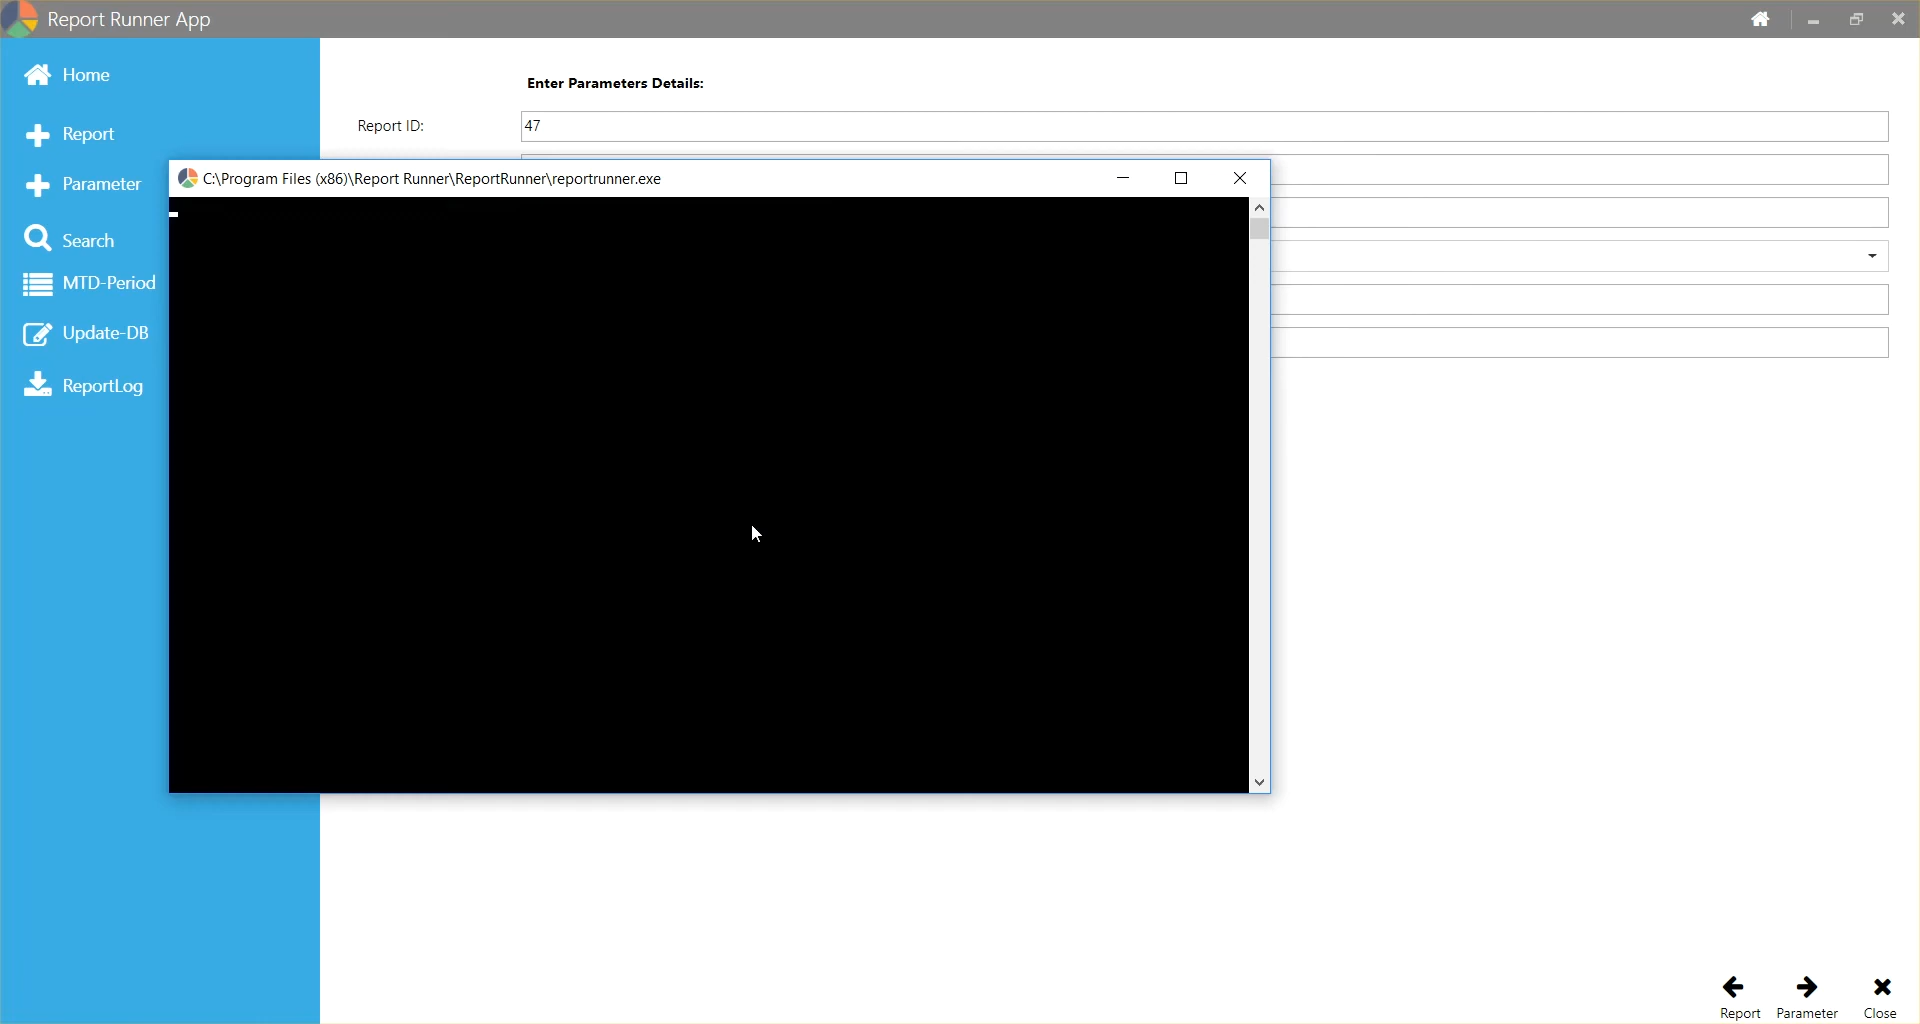 Report Runner App
Home
Report
Parameter
Search
MTD-Period
Update-DB
ReportLog
Enter Parameters Details:
Report ID: 47
C:\Program Files (x86)\Report Runner\ReportRunner\reportrunner.exe
Report Parameter Close